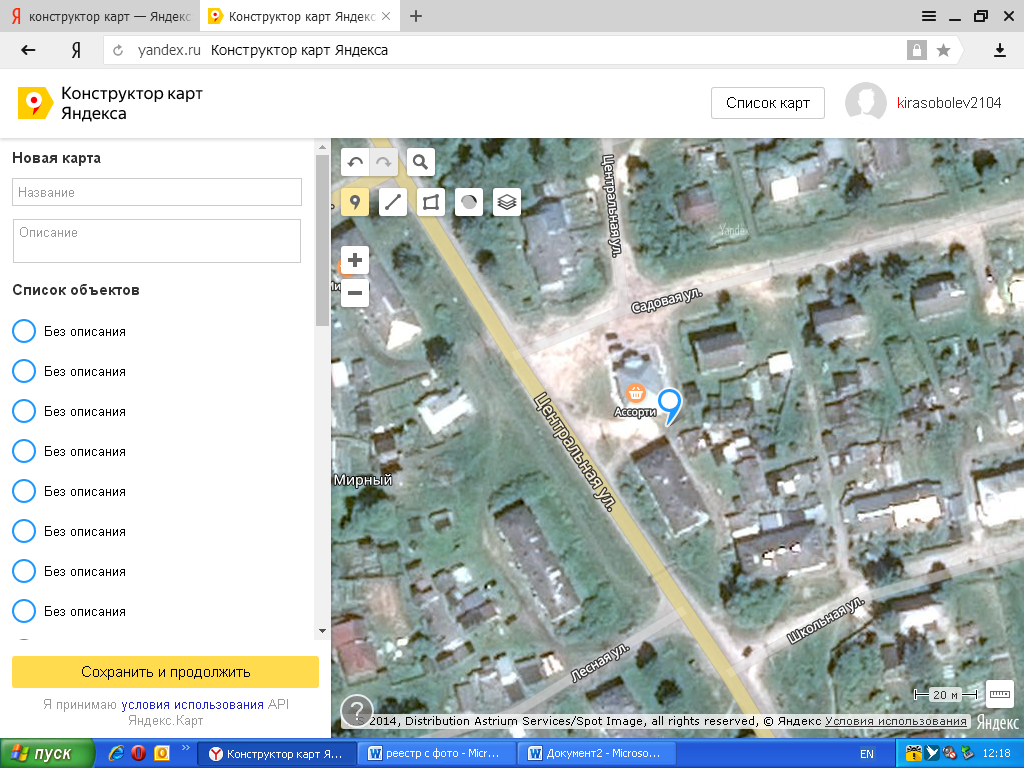 конструктор карт — Яндекс
Конструктор карт Яндекс
yandex.ru Конструктор карт Яндекса
Конструктор карт
Яндекса
Список карт
kirasobolev2104
Новая карта
Название
Описание
Список объектов
Без описания
Без описания
Без описания
Без описания
Без описания
Без описания
Без описания
Без описания
Сохранить и продолжить
Я принимаю условия использования API
Яндекс.Карт
Центральная ул.
Yandex
Садовая ул.
Ассорти
Центральная ул.
Мирный
Школьная ул.
Лесная ул.
20 м
2014, Distribution Astrium Services/Spot Image, all rights reserved, © Яндекс Условия использования
Яндекс
пуск
Конструктор карт Я...
реестр с фото - Micr...
Документ2 - Microso...
EN
12:18